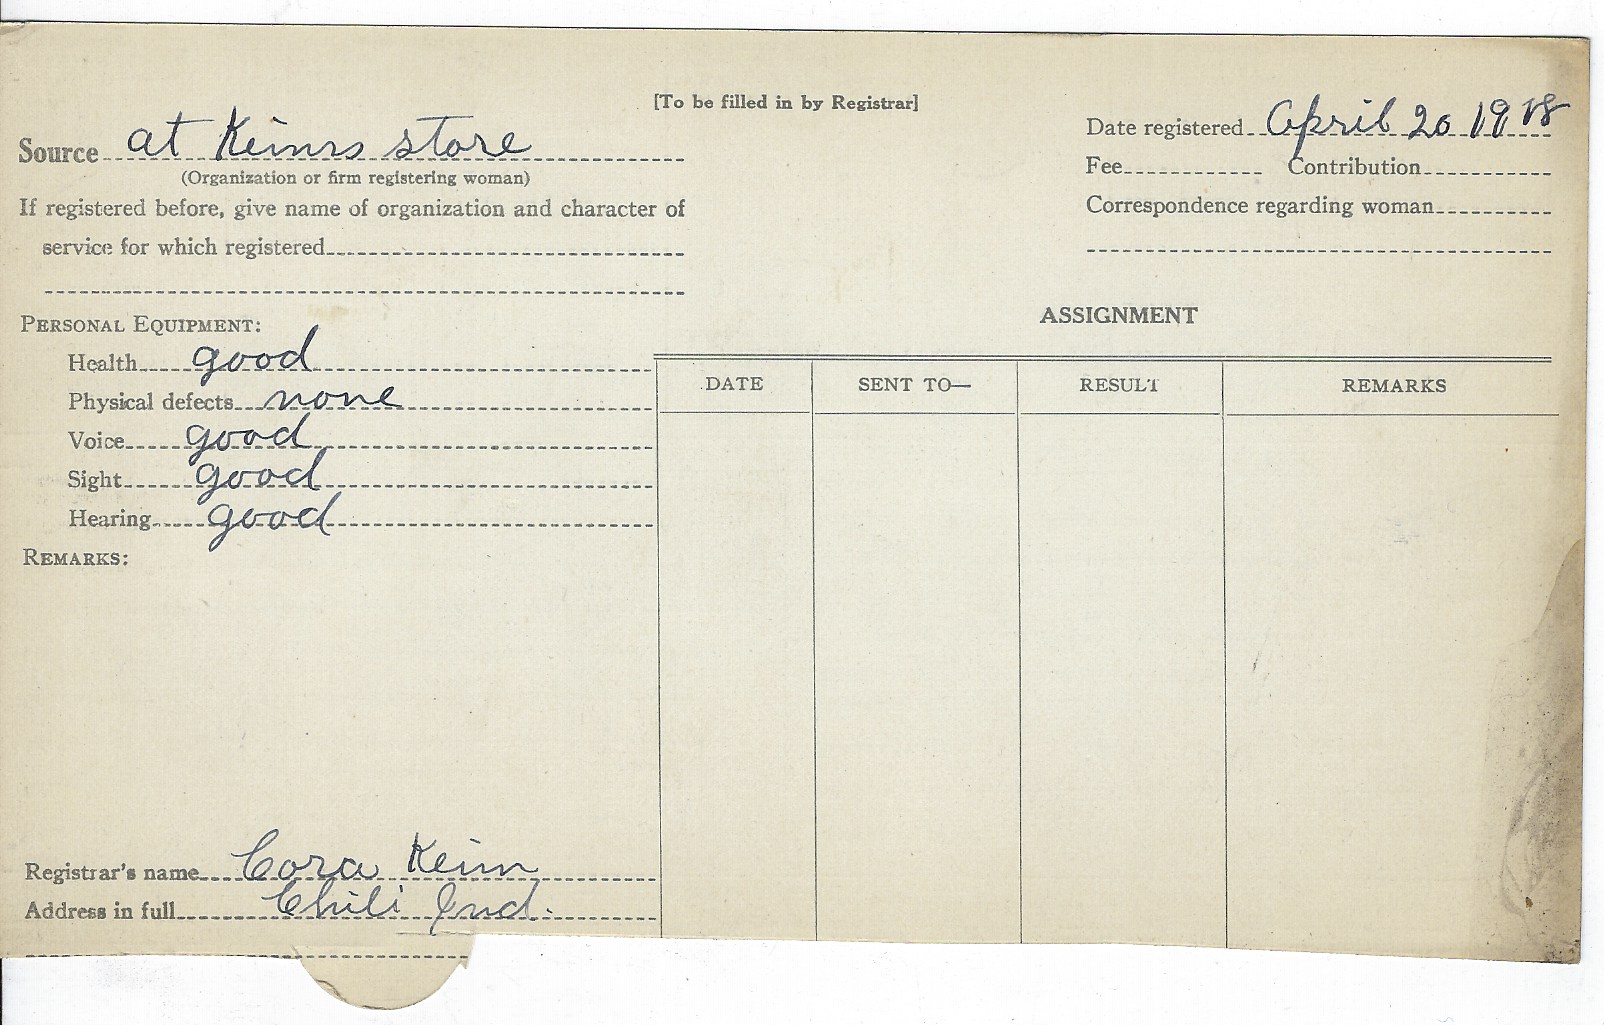 [To be filled in by Registrar]
Source at Keims store
(Organization or firm registering woman)
If registered before, give name of organization and character of
service for which registered
Date registered April 20 1918
Fee Contribution
Correspondence regarding woman
PERSONAL EQUIPMENT:
Health good
Physical defects none
Voice good
Sight good
Hearing good
REMARKS:
ASSIGNMENT
DATE SENT TO— RESULT REMARKS
Registrar's name Cora Keim
Address in full Chili Ind.